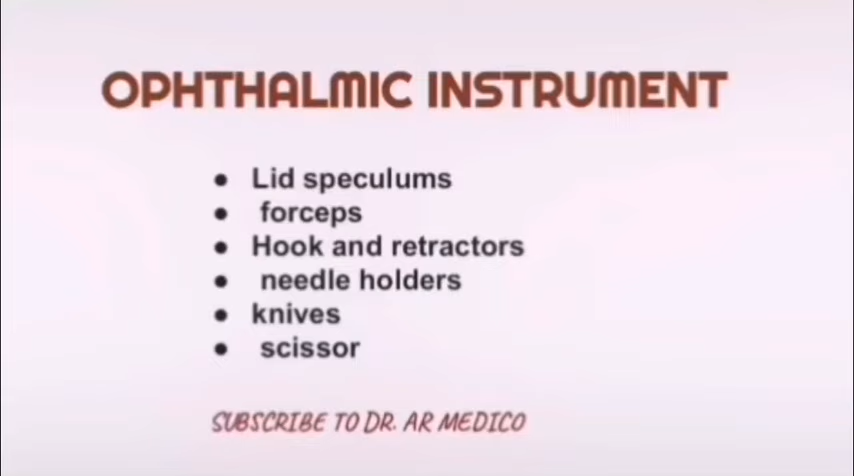 OPHTHALMIC INSTRUMENT
● Lid speculums
● forceps
● Hook and retractors
● needle holders
● knives
● scissor
SUBSCRIBE TO DR. AR MEDICO